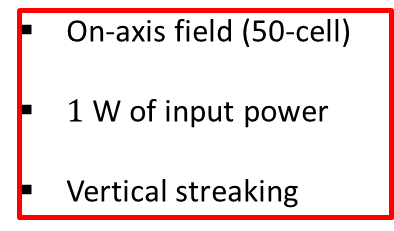 ▪ On-axis field (50-cell)
▪ 1 W of input power
▪ Vertical streaking